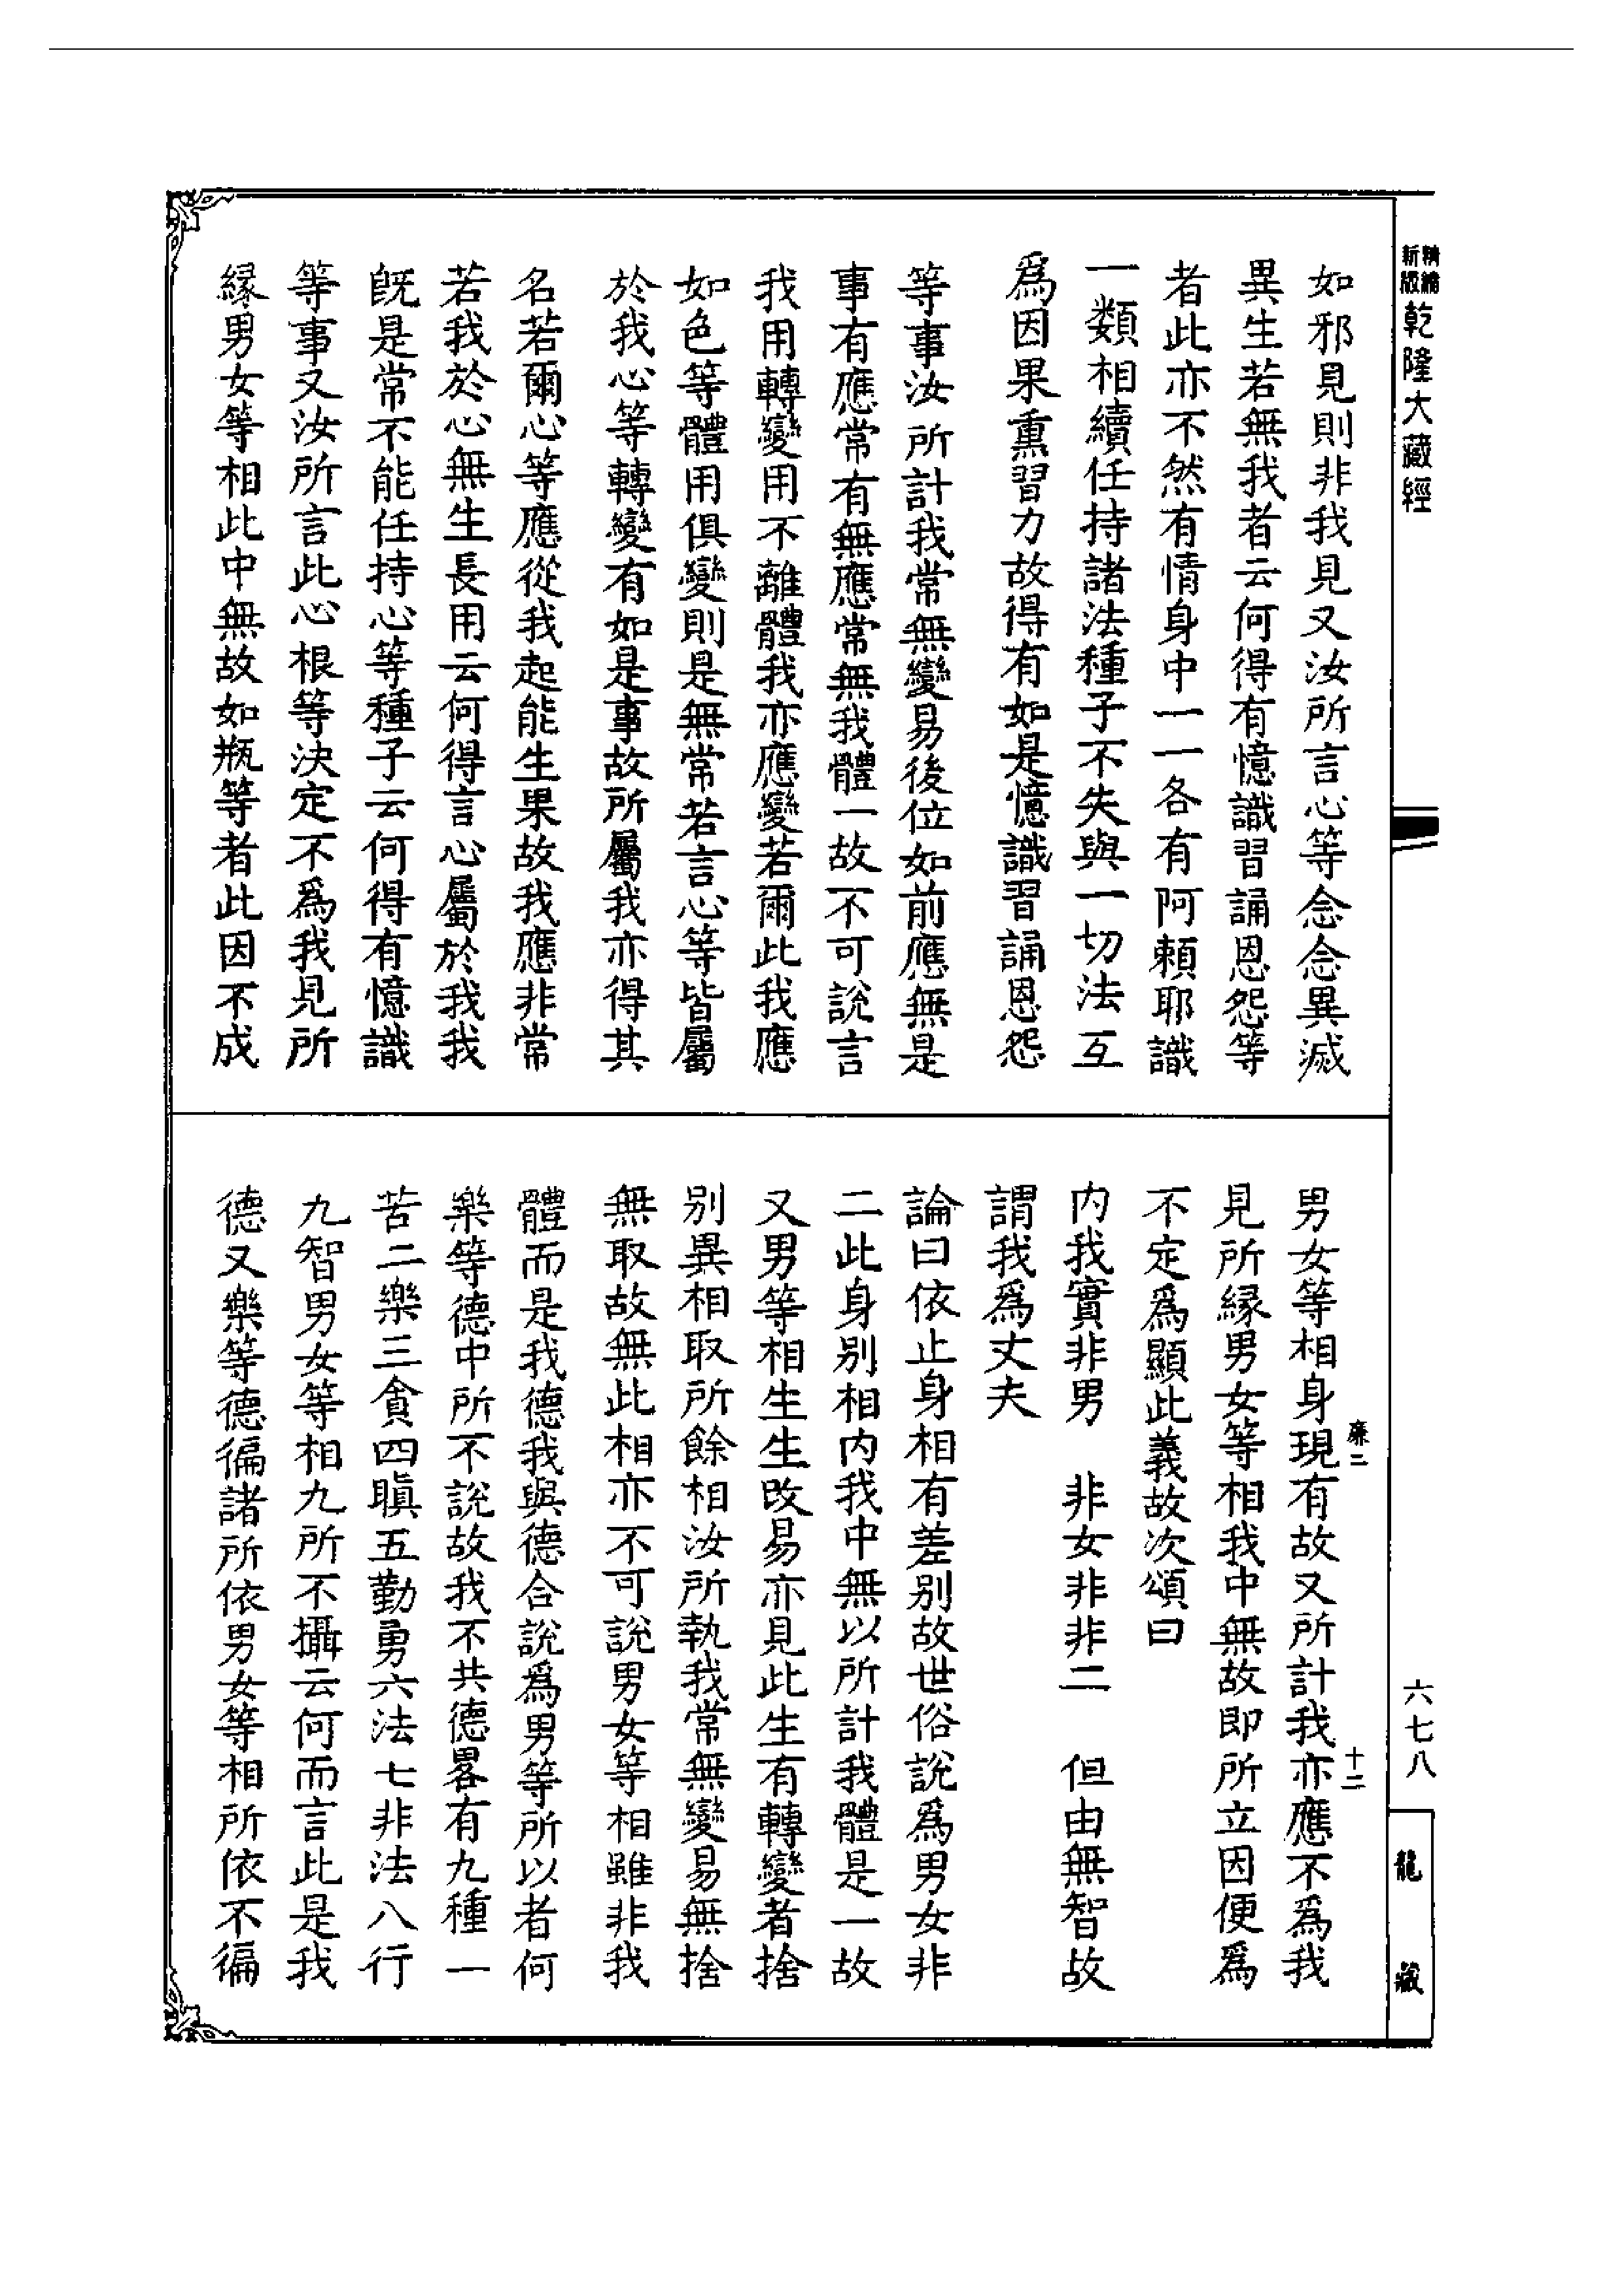 精編新版乾隆大藏經
如邪見則非我見又汝所言心等念念異滅
異生若無我者云何得有憶識習誦恩怨等
者此亦不然有情身中一一各有阿賴耶識
一類相續任持諸法種子不失與一切法互
為因果熏習力故得有如是憶識習誦恩怨
等事汝所計我常無變易後位如前應無是
事有應常有無應常無我體一故不可說言
我用轉變用不離體我亦應變若爾此我應
如色等體用俱變則是無常若言心等皆屬
於我心等轉變有如是事故所屬我亦得其
名若爾心等應從我起能生果故我應非常
若我於心無生長用云何得言心屬於我我
既是常不能任持心等種子云何得有憶識
等事又汝所言此心根等決定不為我見所
緣男女等相此中無故如瓶等者此因不成
男女等相身現有故又所計我亦應不為我
見所緣男女等相我中無故即所立因便為
不定為顯此義故次頌曰
内我實非男　非女非非二　但由無智故
謂我為丈夫
論曰依止身相有差別故世俗說為男女非
二此身別相内我中無以所計我體是一故
又男等相生生改易亦見此生有轉變者捨
別異相取所餘相汝所執我常無變易無捨
無取故無此相亦不可說男女等相雖非我
體而是我德我與德合說為男等所以者何
樂等德中所不說故我不共德畧有九種一
苦二樂三貪四瞋五勤勇六法七非法八行
九智男女等相九所不攝云何而言此是我
德又樂等德徧諸所依男女等相所依不徧
廉二
十二
六七八
龍藏